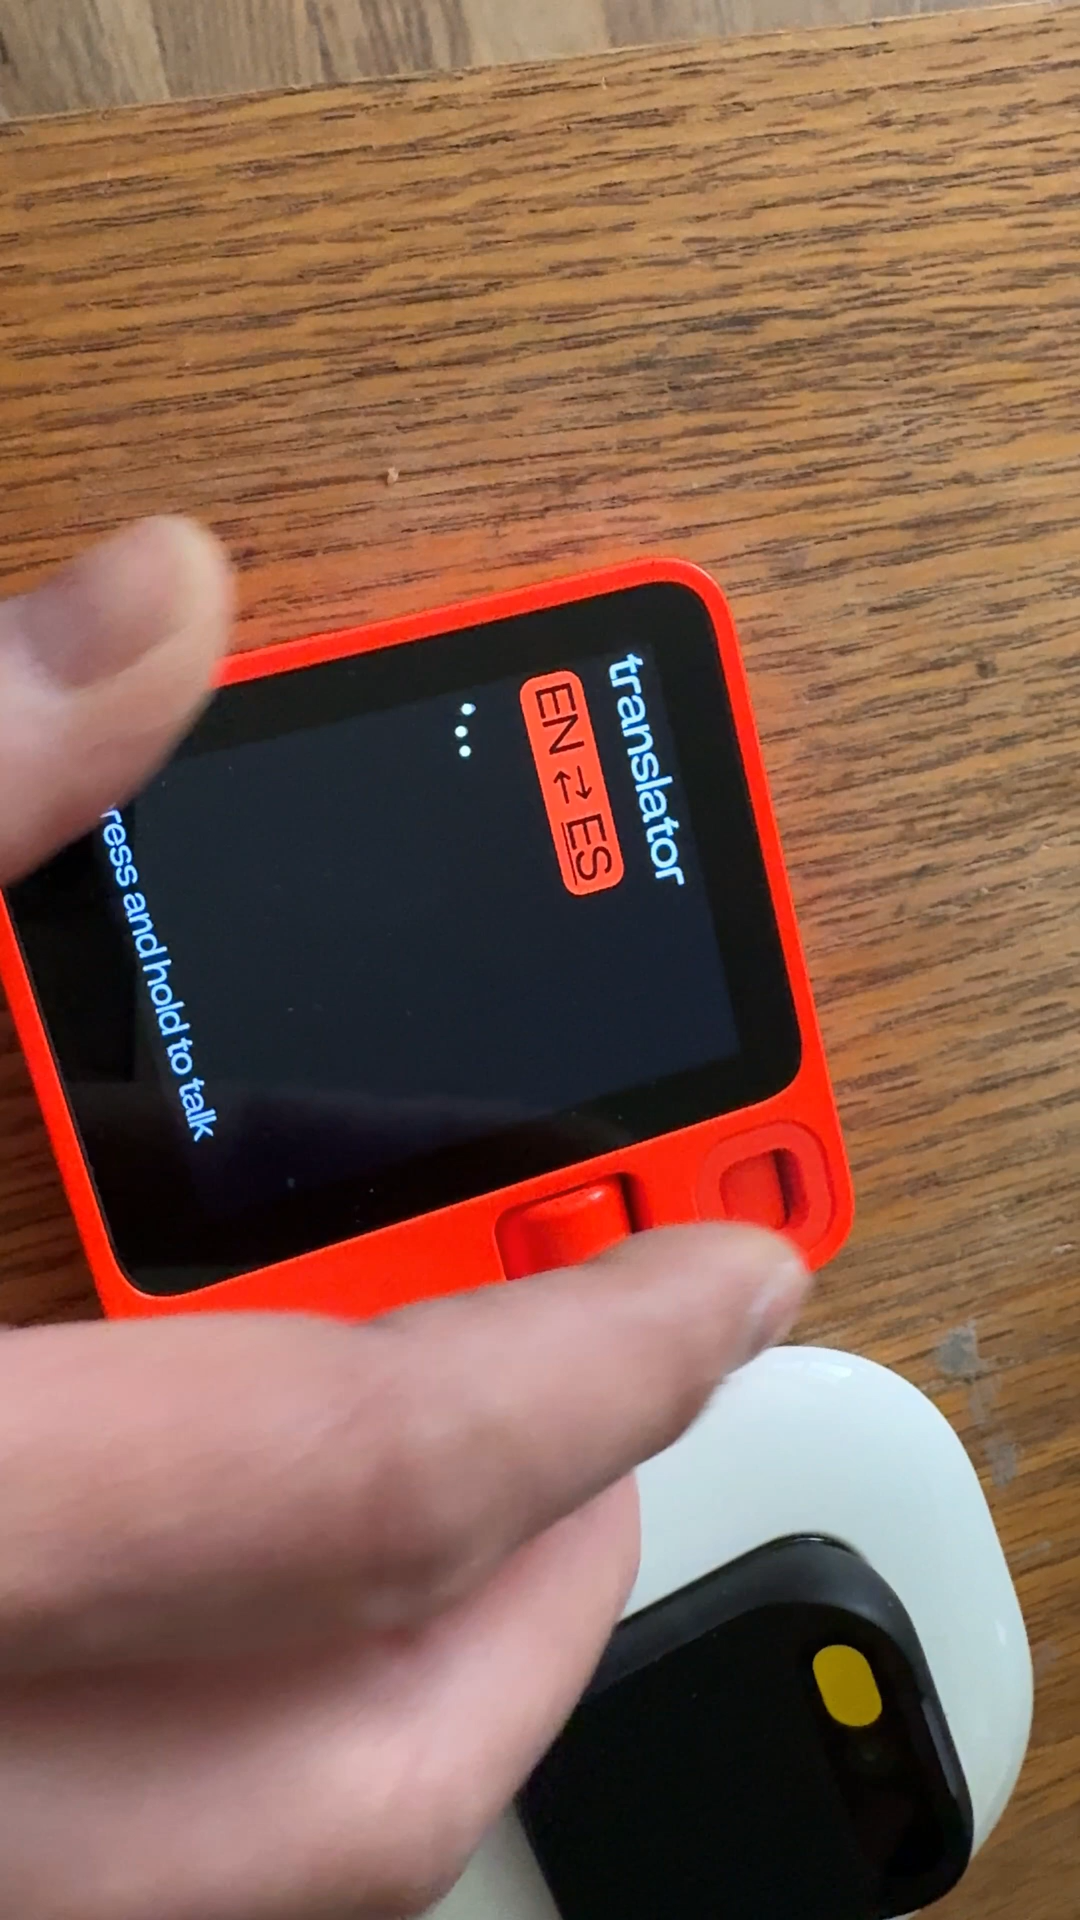 translator
EN ⇄ ES
ress and hold to talk